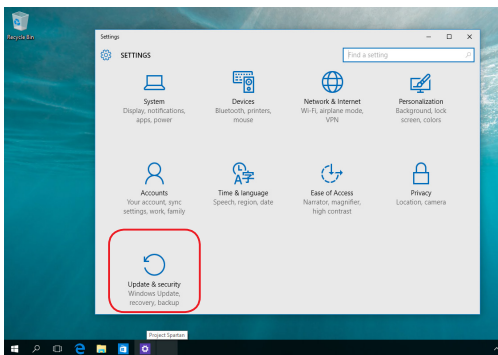 Recycle Bin
Settings
SETTINGS
Find a setting
System
Display, notifications,
apps, power
Devices
Bluetooth, printers,
mouse
Network & Internet
Wi-Fi, airplane mode,
VPN
Personalization
Background, lock
screen, colors
Accounts
Your account, sync
settings, work, family
Time & language
Speech, region, date
Ease of Access
Narrator, magnifier,
high contrast
Privacy
Location, camera
Update & security
Windows Update,
recovery, backup
Project Spartan